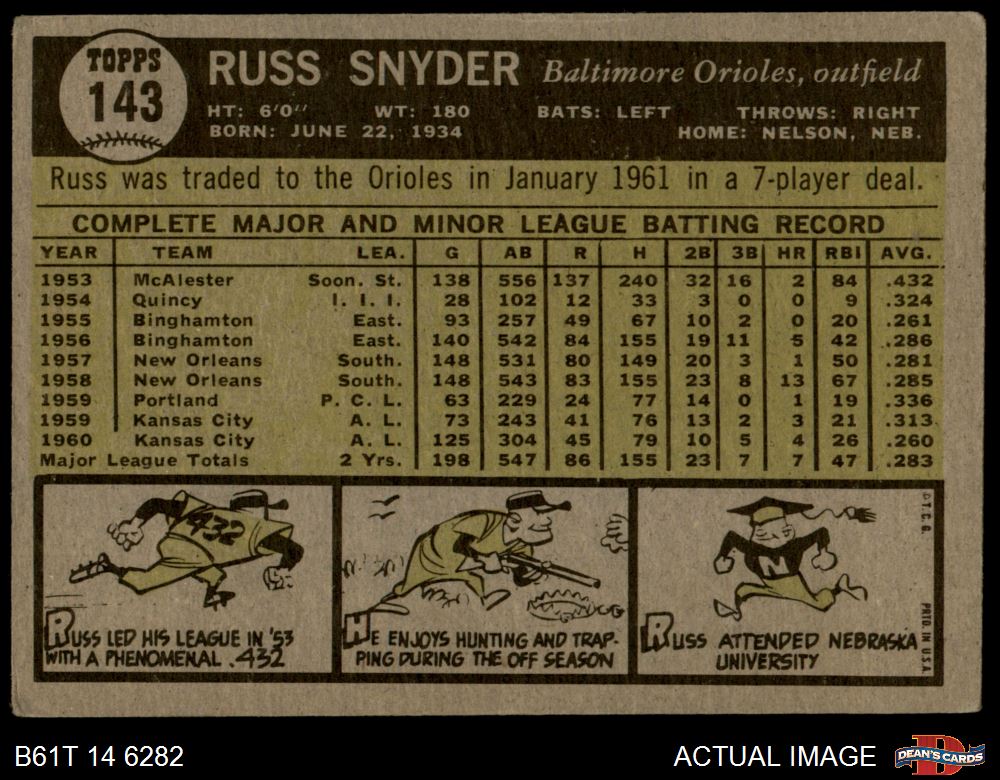 TOPPS
143
RUSS SNYDER Baltimore Orioles, outfield
HT: 6'0'' WT: 180 BATS: LEFT THROWS: RIGHT
BORN: JUNE 22, 1934 HOME: NELSON, NEB.
Russ was traded to the Orioles in January 1961 in a 7-player deal.
COMPLETE MAJOR AND MINOR LEAGUE BATTING RECORD
YEAR TEAM LEA. G AB R H 2B 3B HR RBI AVG.
1953 McAlester Soon. St. 138 556 137 240 32 16 2 84 .432
1954 Quincy I. I. I. 28 102 12 33 3 0 0 9 .324
1955 Binghamton East. 93 257 49 67 10 2 0 20 .261
1956 Binghamton East. 140 542 84 155 19 11 5 42 .286
1957 New Orleans South. 148 531 80 149 20 3 1 50 .281
1958 New Orleans South. 148 543 83 155 23 8 13 67 .285
1959 Portland P. C. L. 63 229 24 77 14 0 1 19 .336
1959 Kansas City A. L. 73 243 41 76 13 2 3 21 .313
1960 Kansas City A. L. 125 304 45 79 10 5 4 26 .260
Major League Totals 2 Yrs. 198 547 86 155 23 7 7 47 .283
.432
RUSS LED HIS LEAGUE IN '53
WITH A PHENOMENAL .432
HE ENJOYS HUNTING AND TRAP-
PING DURING THE OFF SEASON
N
RUSS ATTENDED NEBRASKA
UNIVERSITY
© T. C. G.
PRTD. IN U.S.A.
B61T 14 6282
ACTUAL IMAGE
DEAN'S CARDS